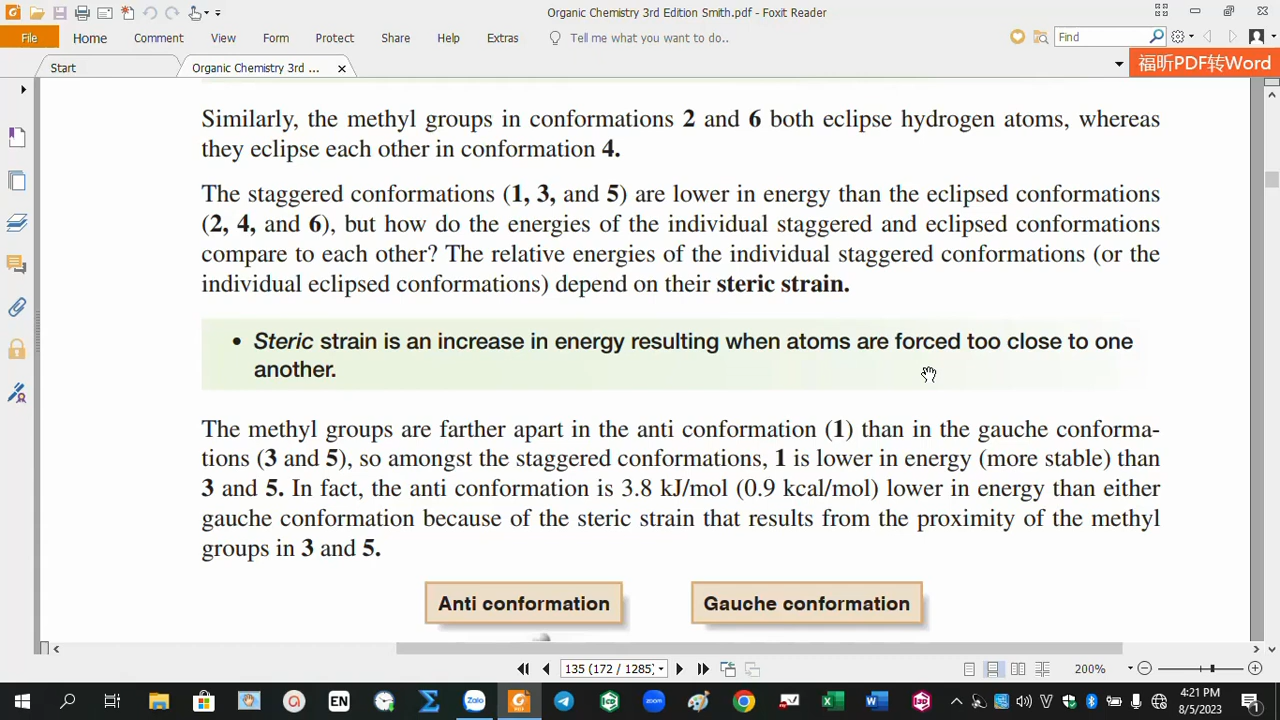 Organic Chemistry 3rd Edition Smith.pdf - Foxit Reader
File Home Comment View Form Protect Share Help Extras Tell me what you want to do.. Find
Start Organic Chemistry 3rd ... 福昕PDF转Word
Similarly, the methyl groups in conformations 2 and 6 both eclipse hydrogen atoms, whereas
they eclipse each other in conformation 4.
The staggered conformations (1, 3, and 5) are lower in energy than the eclipsed conformations
(2, 4, and 6), but how do the energies of the individual staggered and eclipsed conformations
compare to each other? The relative energies of the individual staggered conformations (or the
individual eclipsed conformations) depend on their steric strain.
• Steric strain is an increase in energy resulting when atoms are forced too close to one
another.
The methyl groups are farther apart in the anti conformation (1) than in the gauche conforma-
tions (3 and 5), so amongst the staggered conformations, 1 is lower in energy (more stable) than
3 and 5. In fact, the anti conformation is 3.8 kJ/mol (0.9 kcal/mol) lower in energy than either
gauche conformation because of the steric strain that results from the proximity of the methyl
groups in 3 and 5.
Anti conformation Gauche conformation
135 (172 / 1285) 200%
EN Zalo zoom 4:21 PM
8/5/2023